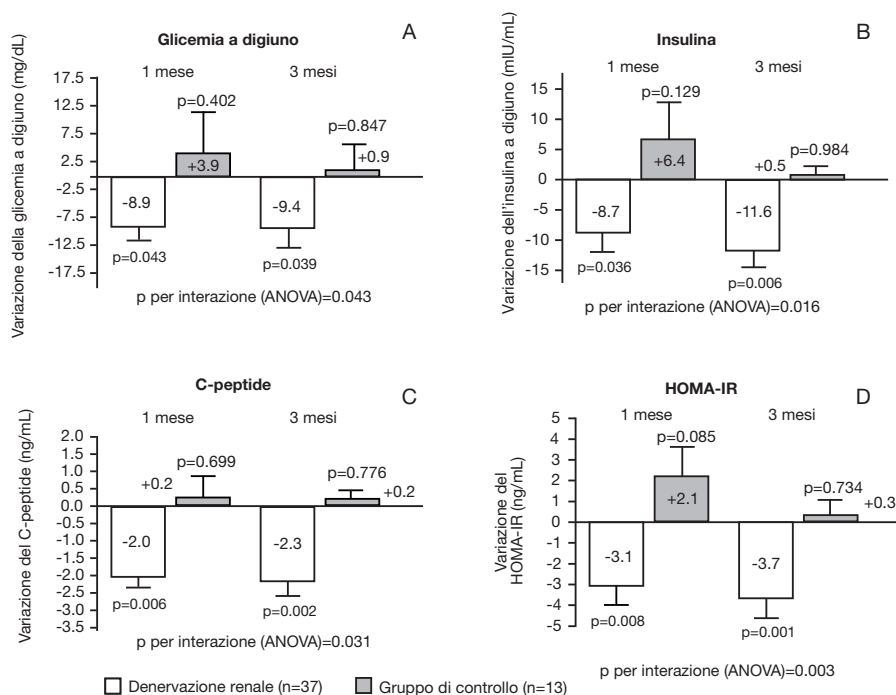 A
Glicemia a digiuno
1 mese 3 mesi
Variazione della glicemia a digiuno (mg/dL)
17.5
12.5
7.5
2.5
-2.5
-7.5
-12.5
-17.5
p=0.402
+3.9
p=0.847
+0.9
-8.9
-9.4
p=0.043
p=0.039
p per interazione (ANOVA)=0.043
B
Insulina
1 mese 3 mesi
Variazione dell'insulina a digiuno (mIU/mL)
15
10
5
0
-5
-10
-15
p=0.129
+6.4
+0.5
p=0.984
-8.7
-11.6
p=0.036
p=0.006
p per interazione (ANOVA)=0.016
C
C-peptide
1 mese 3 mesi
Variazione del C-peptide (ng/mL)
2.0
1.5
1.0
0.5
0.0
-0.5
-1.0
-1.5
-2.0
-2.5
-3.5
+0.2
p=0.699
p=0.776
+0.2
-2.0
-2.3
p=0.006
p=0.002
p per interazione (ANOVA)=0.031
D
HOMA-IR
1 mese 3 mesi
Variazione del
HOMA-IR (ng/mL)
5
4
3
2
1
0
-1
-2
-3
-4
-5
p=0.085
+2.1
p=0.734
+0.3
-3.1
-3.7
p=0.008
p=0.001
p per interazione (ANOVA)=0.003
Denervazione renale (n=37) Gruppo di controllo (n=13)